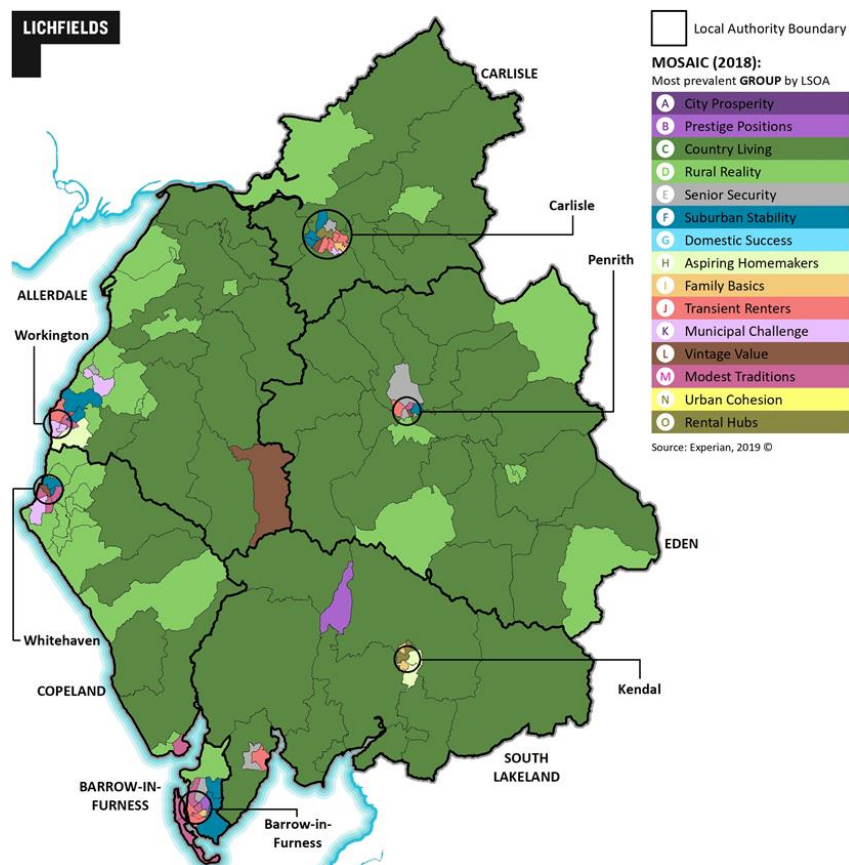 LICHFIELDS
Local Authority Boundary
MOSAIC (2018):
Most prevalent GROUP by LSOA
A City Prosperity
B Prestige Positions
C Country Living
D Rural Reality
E Senior Security
F Suburban Stability
G Domestic Success
H Aspiring Homemakers
I Family Basics
J Transient Renters
K Municipal Challenge
L Vintage Value
M Modest Traditions
N Urban Cohesion
O Rental Hubs
Source: Experian, 2019 ©
CARLISLE
Carlisle
Penrith
ALLERDALE
Workington
EDEN
Whitehaven
COPELAND
Kendal
SOUTH
LAKELAND
BARROW-IN-
FURNESS
Barrow-in-
Furness